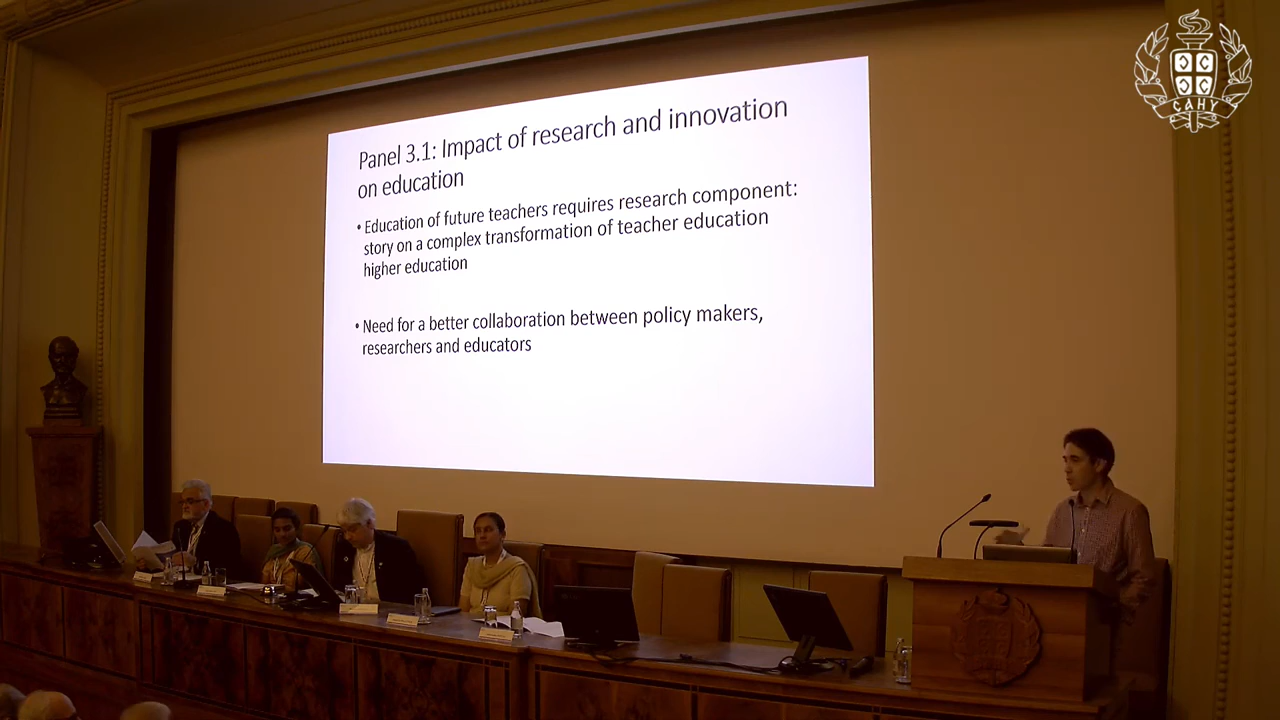 Panel 3.1: Impact of research and innovation
on education
• Education of future teachers requires research component:
story on a complex transformation of teacher education
higher education
• Need for a better collaboration between policy makers,
researchers and educators
САНУ